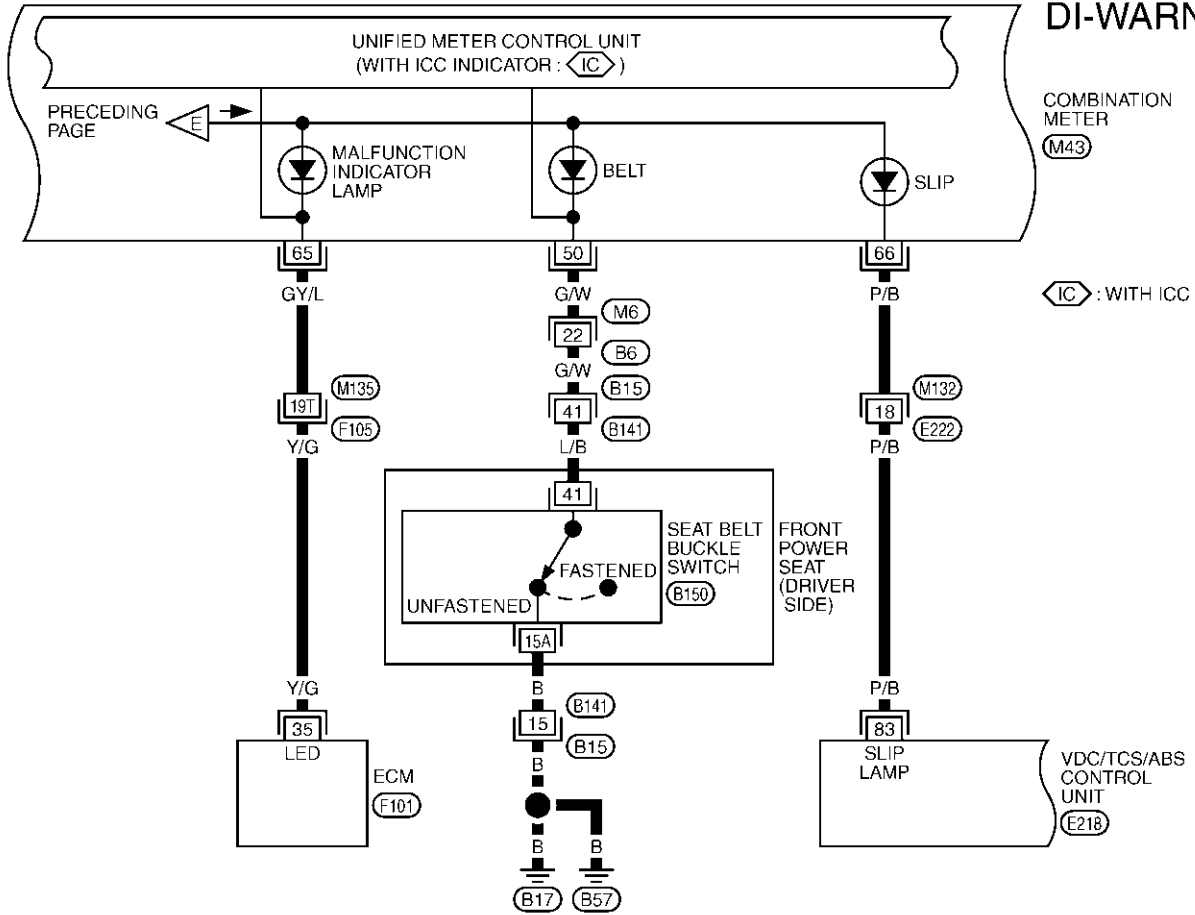 DI-WARN
UNIFIED METER CONTROL UNIT
(WITH ICC INDICATOR : IC )
PRECEDING
PAGE
E
MALFUNCTION
INDICATOR
LAMP
BELT
SLIP
COMBINATION
METER
M43
65
50
66
GY/L
G/W
P/B
IC : WITH ICC
M6
22
B6
G/W
M135
B15
M132
19T
41
18
F105
B141
E222
Y/G
L/B
P/B
41
SEAT BELT
BUCKLE
SWITCH
B150
FRONT
POWER
SEAT
(DRIVER
SIDE)
FASTENED
UNFASTENED
15A
Y/G
B
P/B
B141
35
15
83
B15
LED
ECM
F101
B
SLIP
LAMP
VDC/TCS/ABS
CONTROL
UNIT
E218
B
B
B17
B57